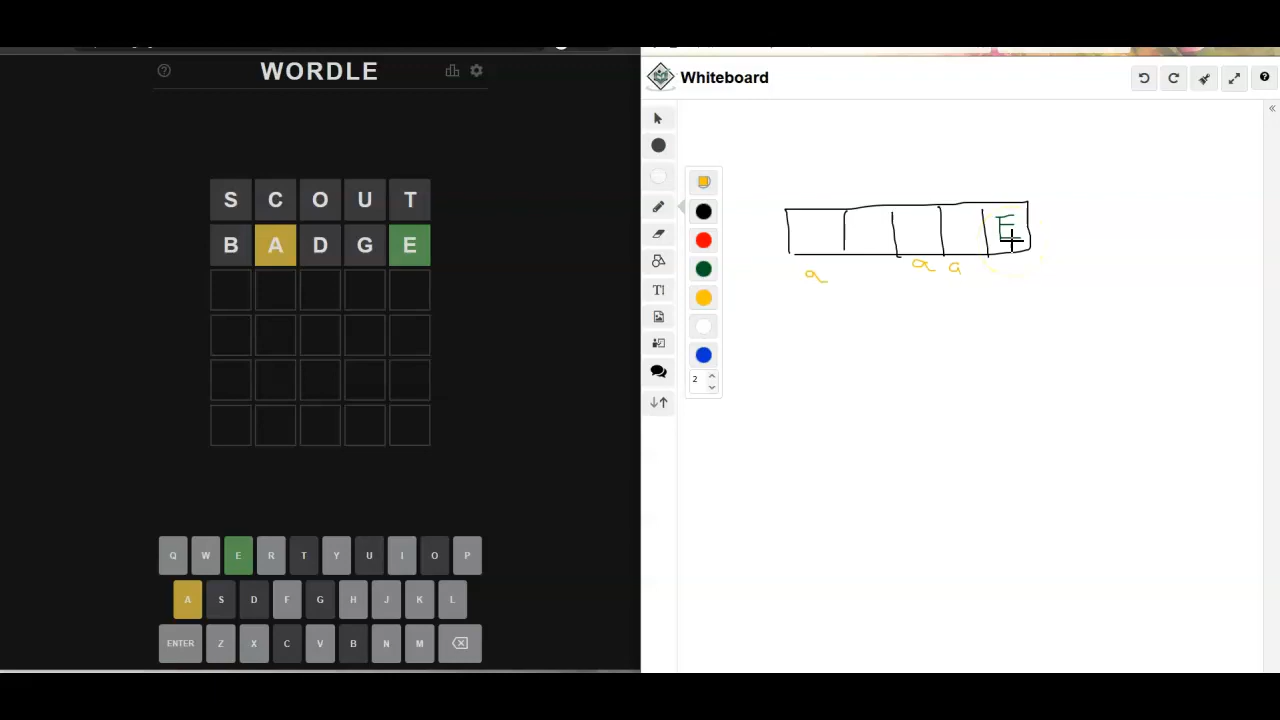 WORDLE
Whiteboard
S C O U T
B A D G E
E
a a a
2
Q W E R T Y U I O P
A S D F G H J K L
ENTER Z X C V B N M